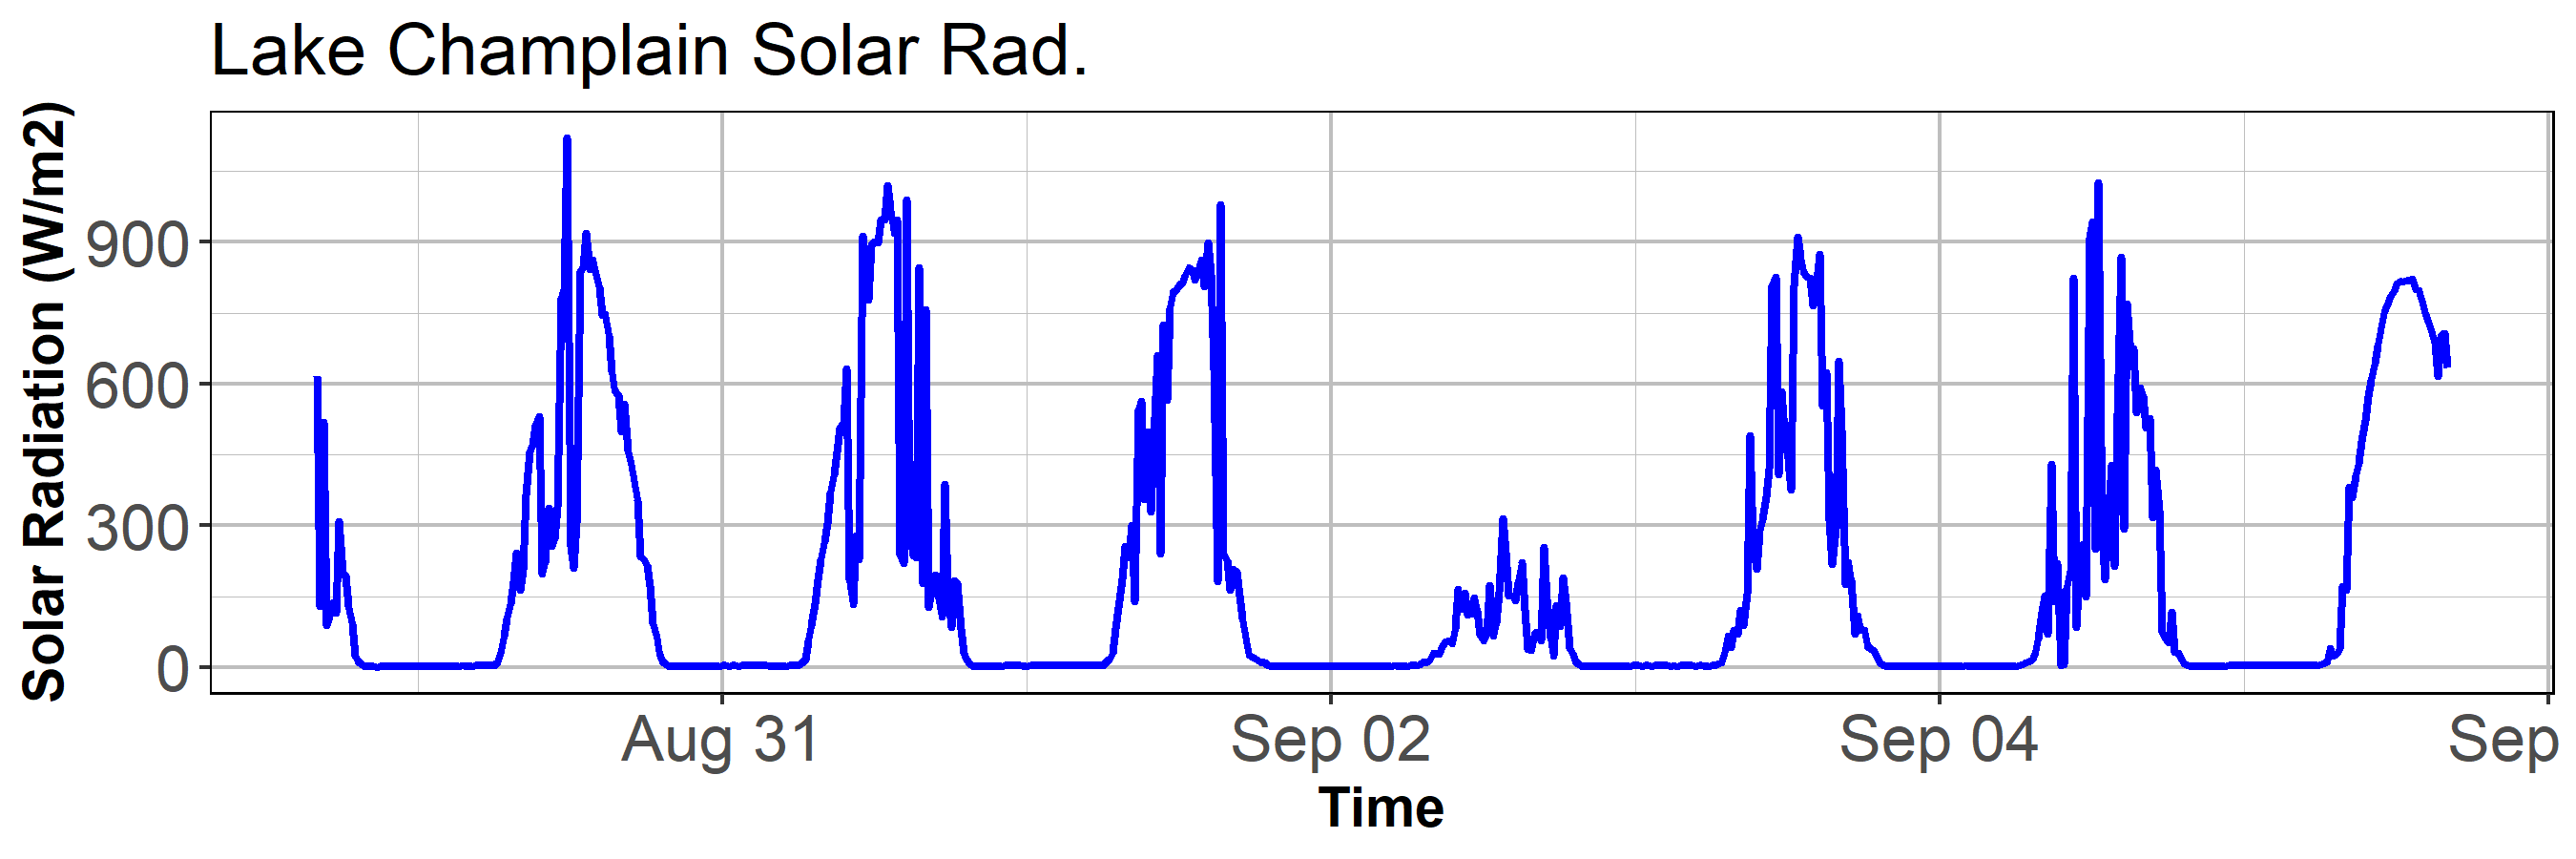 Lake Champlain Solar Rad.
Solar Radiation (W/m2)
900
600
300
0
Aug 31
Sep 02
Sep 04
Sep
Time